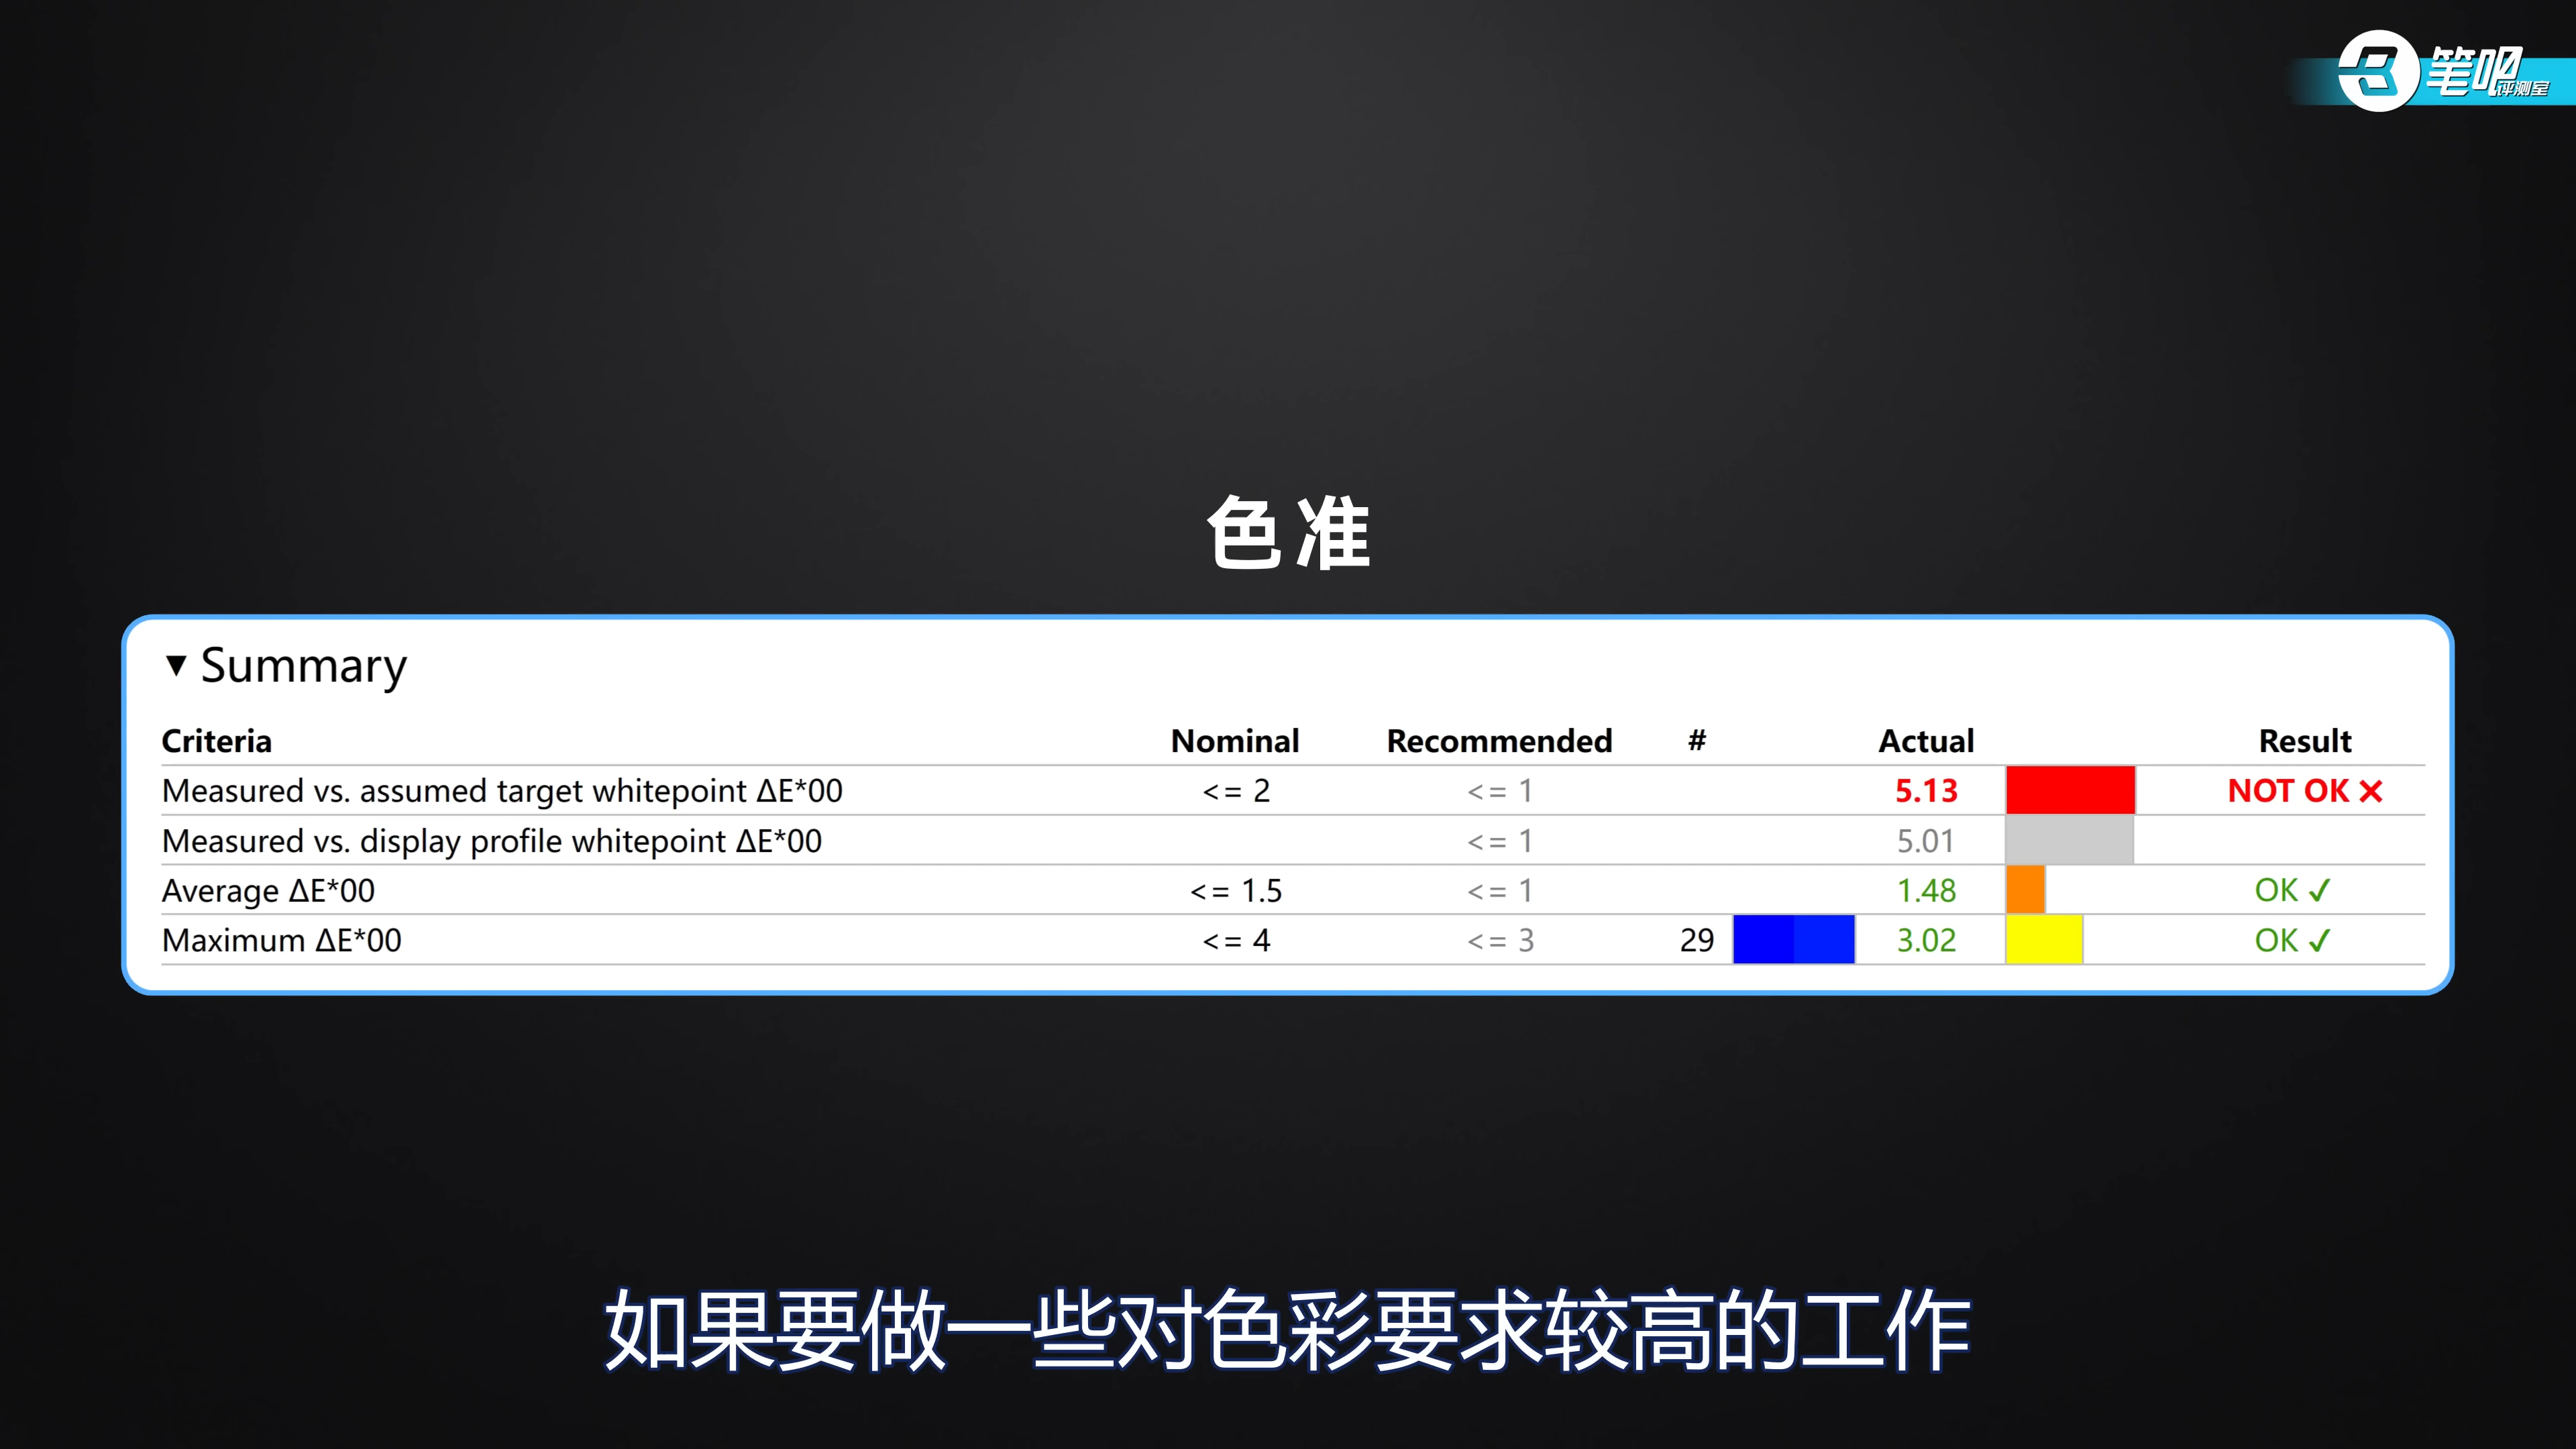 笔吧评测室
色准
▼ Summary
Criteria Nominal Recommended # Actual Result
Measured vs. assumed target whitepoint ΔE*00 <= 2 <= 1 5.13 NOT OK ✕
Measured vs. display profile whitepoint ΔE*00 <= 1 5.01
Average ΔE*00 <= 1.5 <= 1 1.48 OK ✓
Maximum ΔE*00 <= 4 <= 3 29 3.02 OK ✓
如果要做一些对色彩要求较高的工作